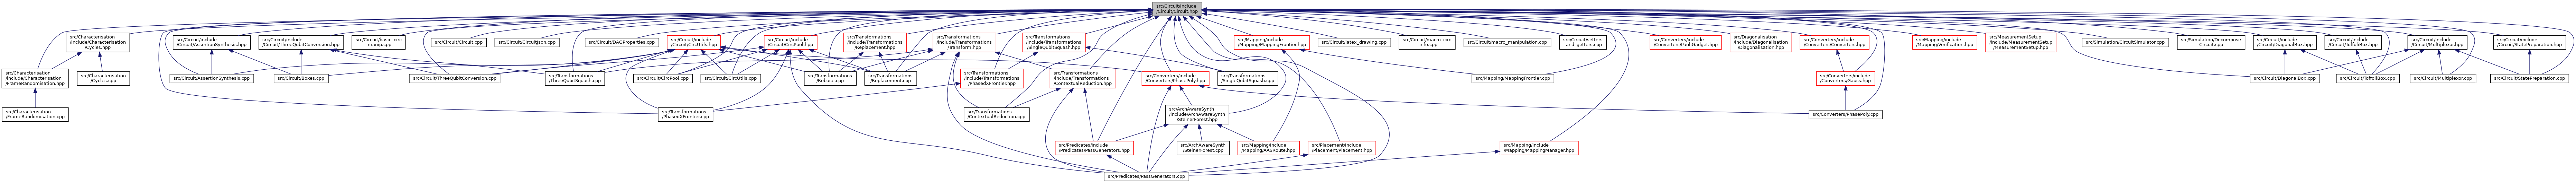 src/Circuit/include
/Circuit/Circuit.hpp
src/Characterisation
/include/Characterisation
/Cycles.hpp
src/Circuit/include
/Circuit/AssertionSynthesis.hpp
src/Circuit/include
/Circuit/ThreeQubitConversion.hpp
src/Circuit/basic_circ
_manip.cpp
src/Circuit/Circuit.cpp
src/Circuit/CircuitJson.cpp
src/Circuit/DAGProperties.cpp
src/Circuit/include
/Circuit/CircUtils.hpp
src/Circuit/include
/Circuit/CircPool.hpp
src/Transformations
/include/Transformations
/Replacement.hpp
src/Transformations
/include/Transformations
/Transform.hpp
src/Transformations
/include/Transformations
/SingleQubitSquash.hpp
src/Mapping/include
/Mapping/MappingFrontier.hpp
src/Circuit/latex_drawing.cpp
src/Circuit/macro_circ
_info.cpp
src/Circuit/macro_manipulation.cpp
src/Circuit/setters
_and_getters.cpp
src/Converters/include
/Converters/PauliGadget.hpp
src/Diagonalisation
/include/Diagonalisation
/Diagonalisation.hpp
src/Converters/include
/Converters/Converters.hpp
src/Mapping/include
/Mapping/Verification.hpp
src/MeasurementSetup
/include/MeasurementSetup
/MeasurementSetup.hpp
src/Simulation/CircuitSimulator.cpp
src/Simulation/Decompose
Circuit.cpp
src/Circuit/include
/Circuit/DiagonalBox.hpp
src/Circuit/include
/Circuit/ToffoliBox.hpp
src/Circuit/include
/Circuit/Multiplexor.hpp
src/Circuit/include
/Circuit/StatePreparation.hpp
src/Characterisation
/include/Characterisation
/FrameRandomisation.hpp
src/Characterisation
/Cycles.cpp
src/Circuit/AssertionSynthesis.cpp
src/Circuit/Boxes.cpp
src/Circuit/ThreeQubitConversion.cpp
src/Transformations
/ThreeQubitSquash.cpp
src/Circuit/CircPool.cpp
src/Circuit/CircUtils.cpp
src/Transformations
/Rebase.cpp
src/Transformations
/Replacement.cpp
src/Transformations
/include/Transformations
/PhasedXFrontier.hpp
src/Transformations
/include/Transformations
/ContextualReduction.hpp
src/Converters/include
/Converters/PhasePoly.hpp
src/Transformations
/SingleQubitSquash.cpp
src/Mapping/MappingFrontier.cpp
src/Converters/include
/Converters/Gauss.hpp
src/Circuit/DiagonalBox.cpp
src/Circuit/ToffoliBox.cpp
src/Circuit/Multiplexor.cpp
src/Circuit/StatePreparation.cpp
src/Characterisation
/FrameRandomisation.cpp
src/Transformations
/PhasedXFrontier.cpp
src/Transformations
/ContextualReduction.cpp
src/ArchAwareSynth
/include/ArchAwareSynth
/SteinerForest.hpp
src/Converters/PhasePoly.cpp
src/Predicates/include
/Predicates/PassGenerators.hpp
src/ArchAwareSynth
/SteinerForest.cpp
src/Mapping/include
/Mapping/AASRoute.hpp
src/Placement/include
/Placement/Placement.hpp
src/Mapping/include
/Mapping/MappingManager.hpp
src/Predicates/PassGenerators.cpp